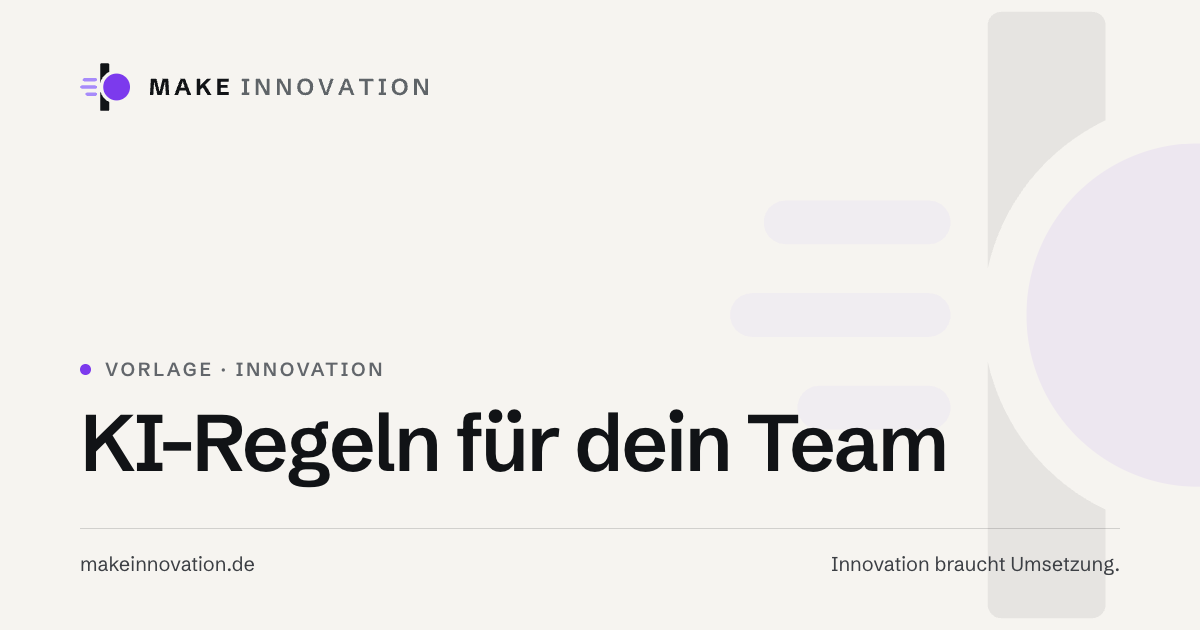 MAKE INNOVATION
VORLAGE · INNOVATION
KI-Regeln für dein Team
makeinnovation.de
Innovation braucht Umsetzung.